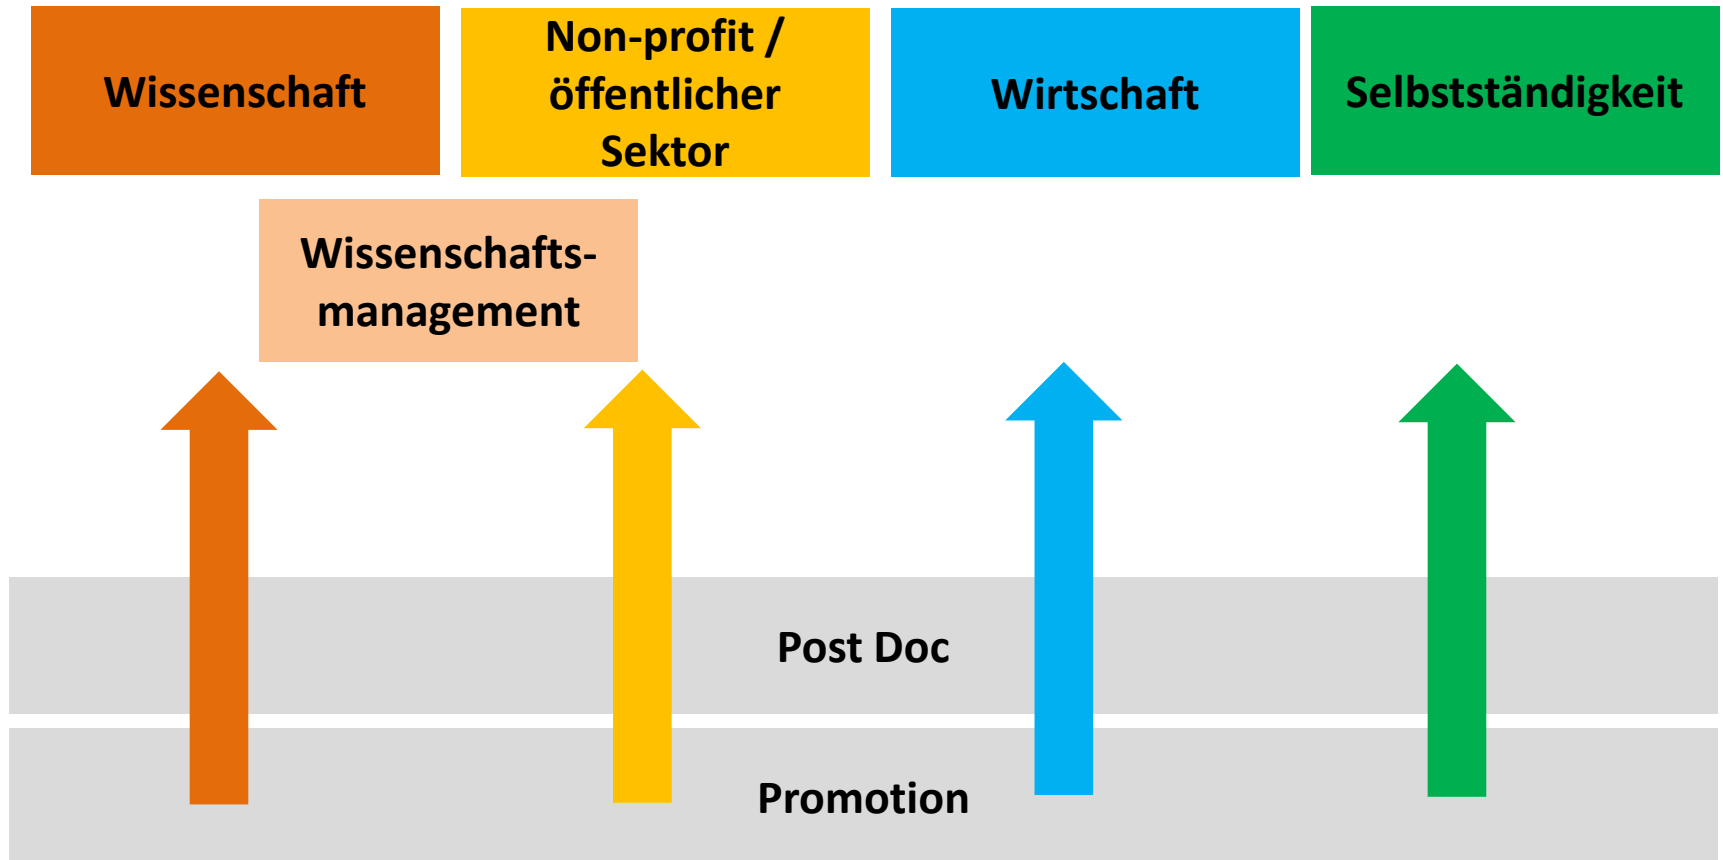 Wissenschaft
Non-profit /
öffentlicher
Sektor
Wirtschaft
Selbstständigkeit
Wissenschafts-
management
Post Doc
Promotion